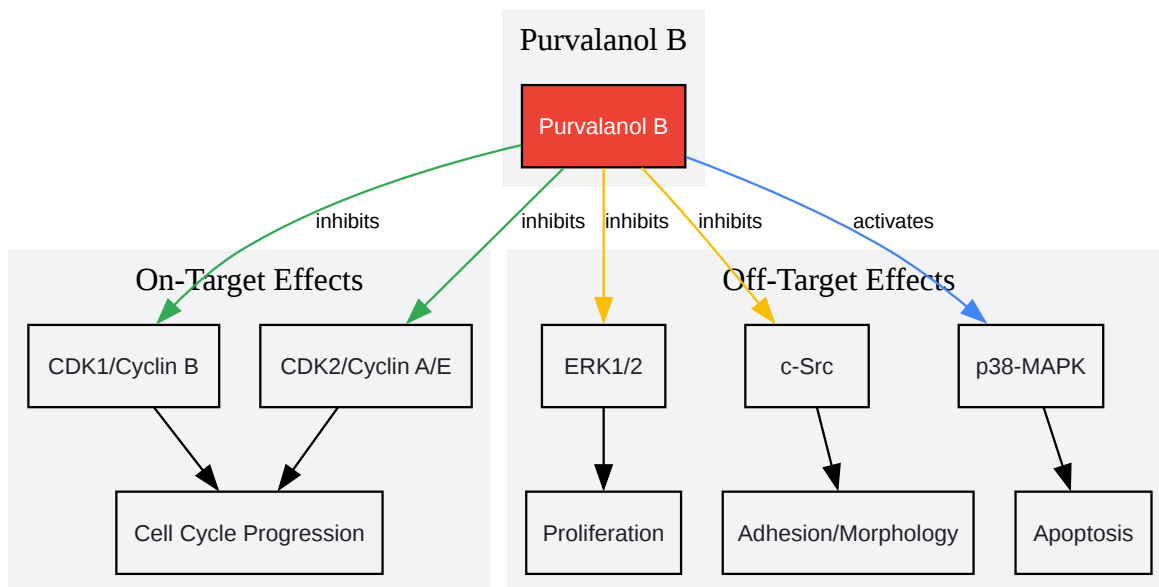 Purvalanol B
Purvalanol B
inhibits
inhibits
inhibits
inhibits
activates
On-Target Effects
Off-Target Effects
CDK1/Cyclin B
CDK2/Cyclin A/E
ERK1/2
c-Src
p38-MAPK
Cell Cycle Progression
Proliferation
Adhesion/Morphology
Apoptosis